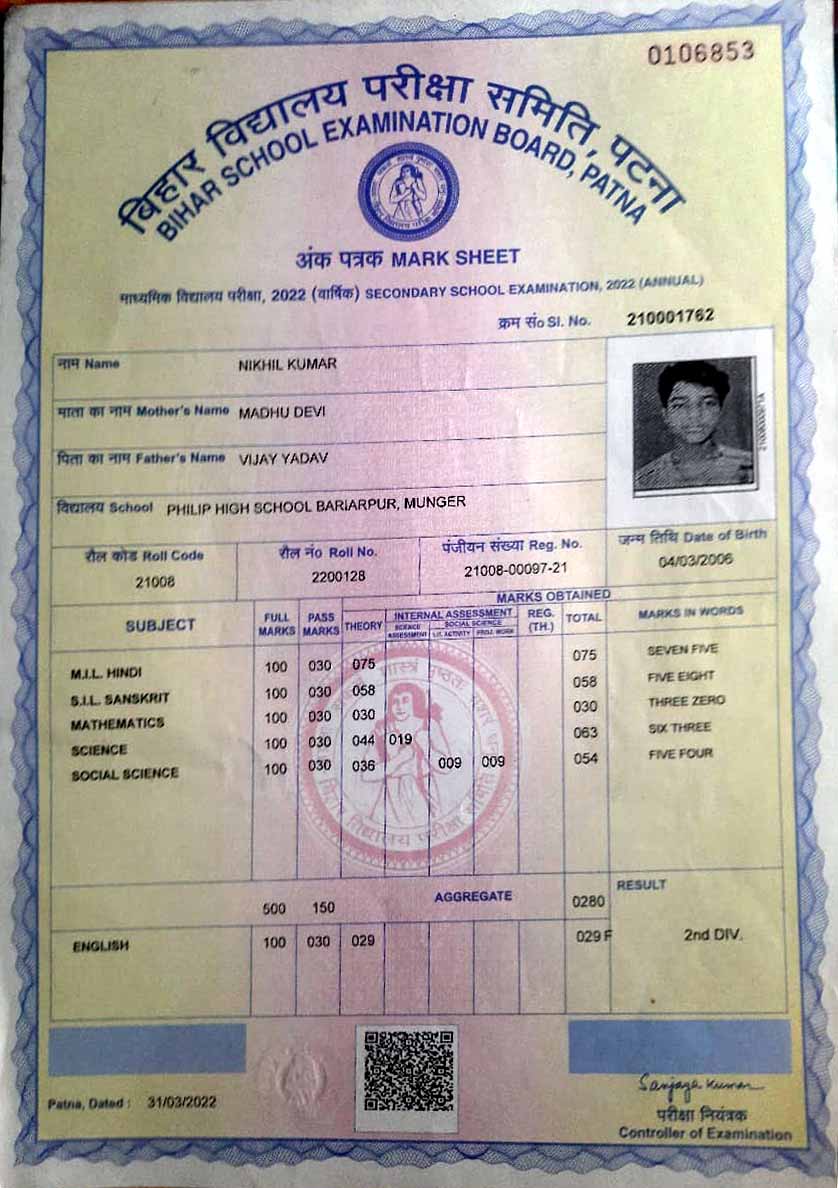 0106853
बिहार विद्यालय परीक्षा समिति, पटना
BIHAR SCHOOL EXAMINATION BOARD, PATNA
अंक पत्रक MARK SHEET
माध्यमिक विद्यालय परीक्षा, 2022 (वार्षिक) SECONDARY SCHOOL EXAMINATION, 2022 (ANNUAL)
क्रम सं० Sl. No. 210001762
नाम Name NIKHIL KUMAR
माता का नाम Mother's Name MADHU DEVI
पिता का नाम Father's Name VIJAY YADAV
विद्यालय School PHILIP HIGH SCHOOL BARIARPUR, MUNGER
रौल कोड Roll Code रौल नं० Roll No. पंजीयन संख्या Reg. No. जन्म तिथि Date of Birth
21008 2200128 21008-00097-21 04/03/2006
MARKS OBTAINED
SUBJECT FULL MARKS PASS MARKS THEORY INTERNAL ASSESSMENT REG. (TH.) TOTAL MARKS IN WORDS
SCIENCE ASSESSMENT SOCIAL SCIENCE
LIT. ACTIVITY PROJ. WORK
M.I.L. HINDI 100 030 075 075 SEVEN FIVE
S.I.L. SANSKRIT 100 030 058 058 FIVE EIGHT
MATHEMATICS 100 030 030 030 THREE ZERO
SCIENCE 100 030 044 019 063 SIX THREE
SOCIAL SCIENCE 100 030 036 009 009 054 FIVE FOUR
बिहार विद्यालय परीक्षा समिति
500 150 AGGREGATE 0280 RESULT
ENGLISH 100 030 029 029 F 2nd DIV.
Patna, Dated : 31/03/2022
Sanjaya Kumar
परीक्षा नियंत्रक
Controller of Examination